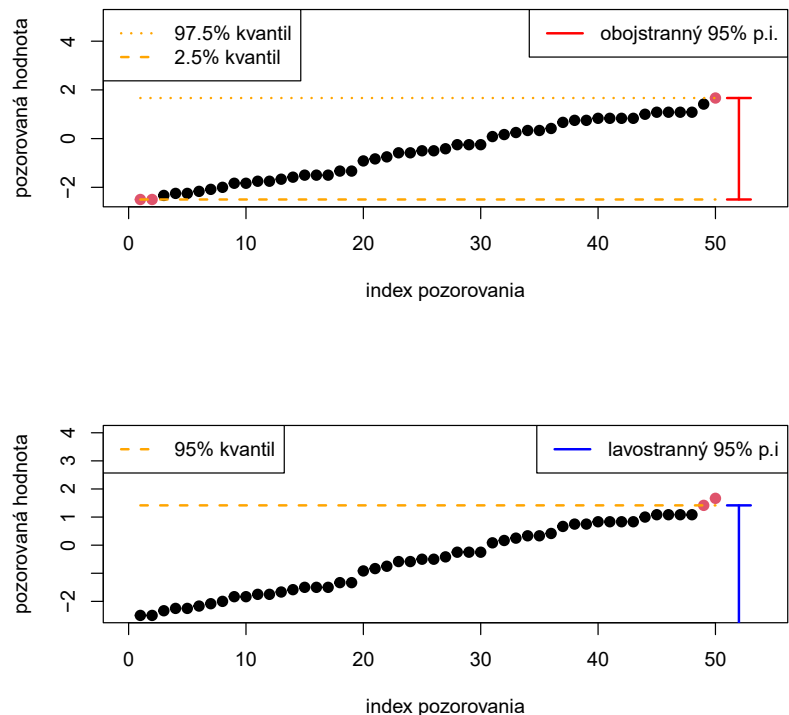 97.5% kvantil
2.5% kvantil
obojstranný 95% p.i.
pozorovaná hodnota
4
2
0
−2
0 10 20 30 40 50
index pozorovania
95% kvantil
lavostranný 95% p.i
pozorovaná hodnota
4
3
2
1
0
−2
0 10 20 30 40 50
index pozorovania